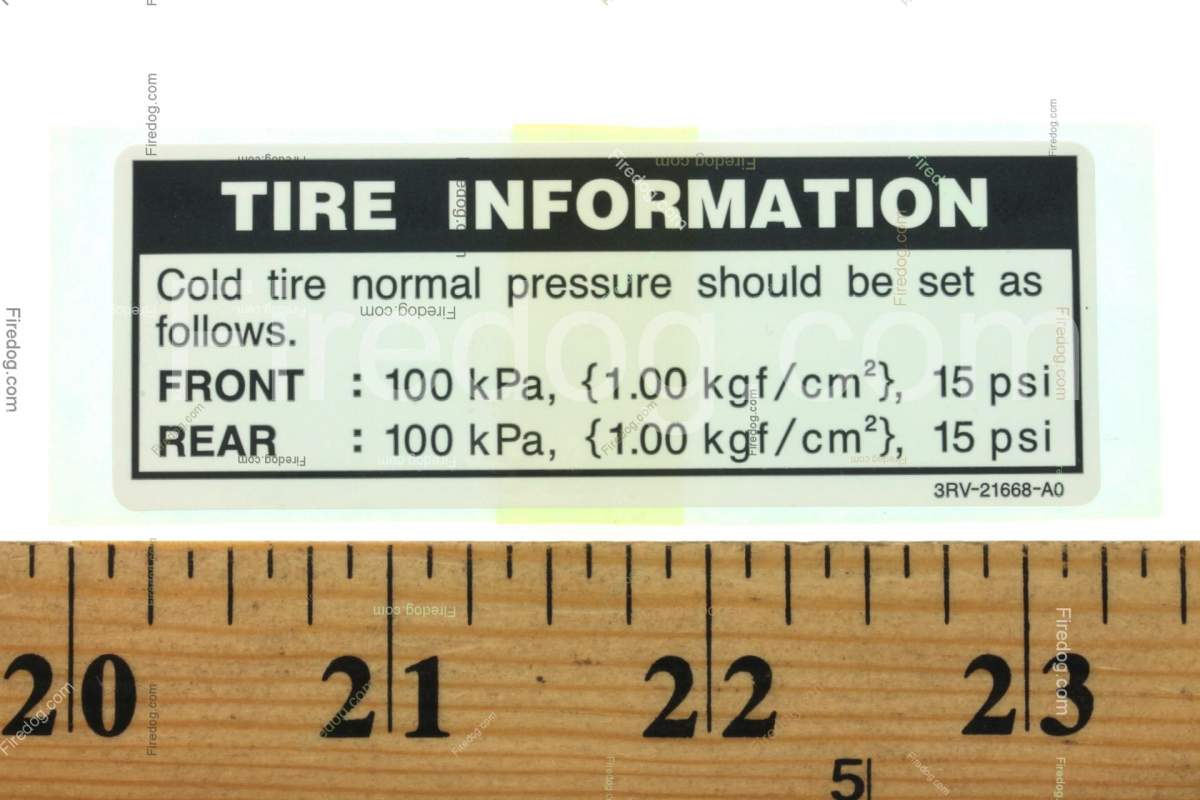 TIRE INFORMATION
Cold tire normal pressure should be set as
follows.
FRONT : 100 kPa, {1.00 kgf/cm²}, 15 psi
REAR : 100 kPa, {1.00 kgf/cm²}, 15 psi
3RV-21668-A0
20 21 22 23
5
Firedog.com